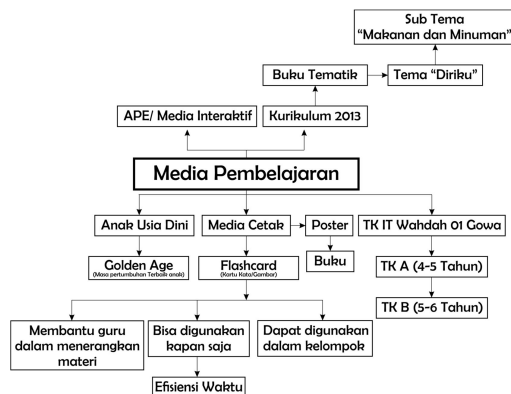 Sub Tema
“Makanan dan Minuman”
Buku Tematik
Tema “Diriku”
APE/ Media Interaktif
Kurikulum 2013
Media Pembelajaran
Anak Usia Dini
Media Cetak
Poster
TK IT Wahdah 01 Gowa
Golden Age
(Masa pertumbuhan Terbaik anak)
Flashcard
(Kartu Kata/Gambar)
Buku
TK A (4-5 Tahun)
TK B (5-6 Tahun)
Membantu guru
dalam menerangkan
materi
Bisa digunakan
kapan saja
Dapat digunakan
dalam kelompok
Efisiensi Waktu